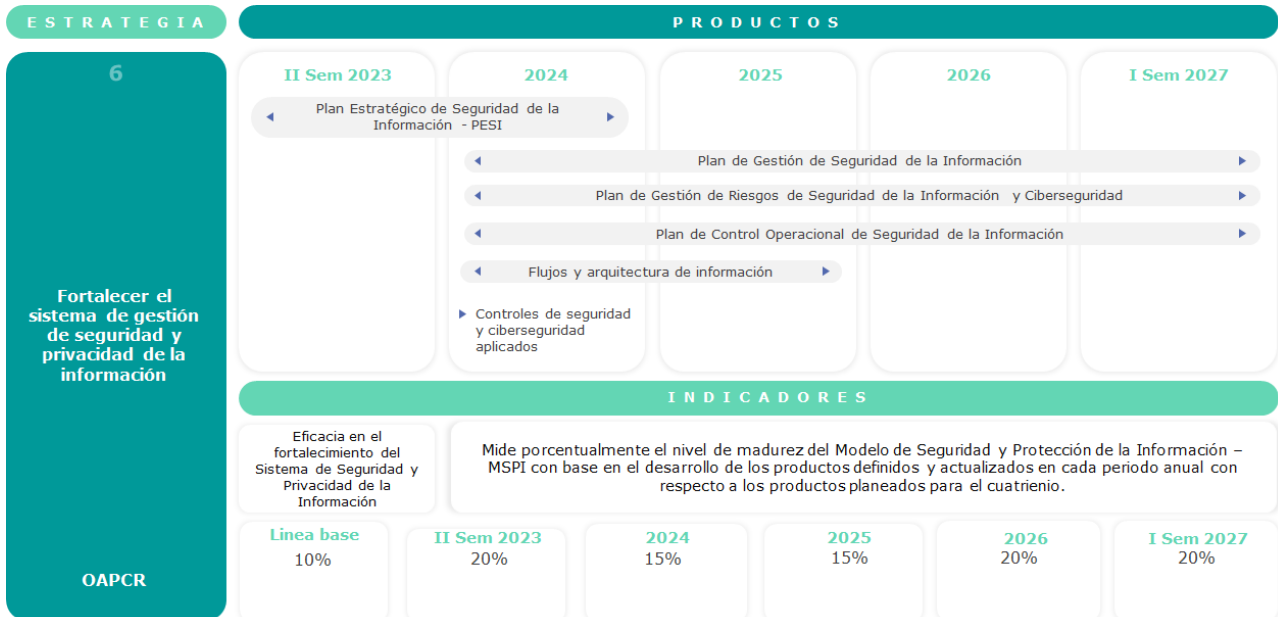 ESTRATEGIA
PRODUCTOS
6
Fortalecer el
sistema de gestión
de seguridad y
privacidad de la
información
OAPCR
II Sem 2023
2024
2025
2026
I Sem 2027
Plan Estratégico de Seguridad de la
Información - PESI
Plan de Gestión de Seguridad de la Información
Plan de Gestión de Riesgos de Seguridad de la Información y Ciberseguridad
Plan de Control Operacional de Seguridad de la Información
Flujos y arquitectura de información
Controles de seguridad
y ciberseguridad
aplicados
INDICADORES
Eficacia en el
fortalecimiento del
Sistema de Seguridad y
Privacidad de la
Información
Mide porcentualmente el nivel de madurez del Modelo de Seguridad y Protección de la Información –
MSPI con base en el desarrollo de los productos definidos y actualizados en cada periodo anual con
respecto a los productos planeados para el cuatrienio.
Linea base
10%
II Sem 2023
20%
2024
15%
2025
15%
2026
20%
I Sem 2027
20%